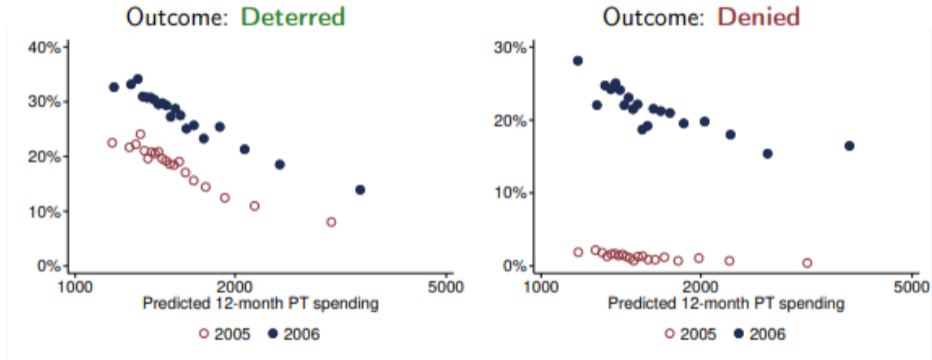 Outcome: Deterred
40%
30%
20%
10%
0%
1000 2000 5000
Predicted 12-month PT spending
2005 2006
Outcome: Denied
30%
20%
10%
0%
1000 2000 5000
Predicted 12-month PT spending
2005 2006